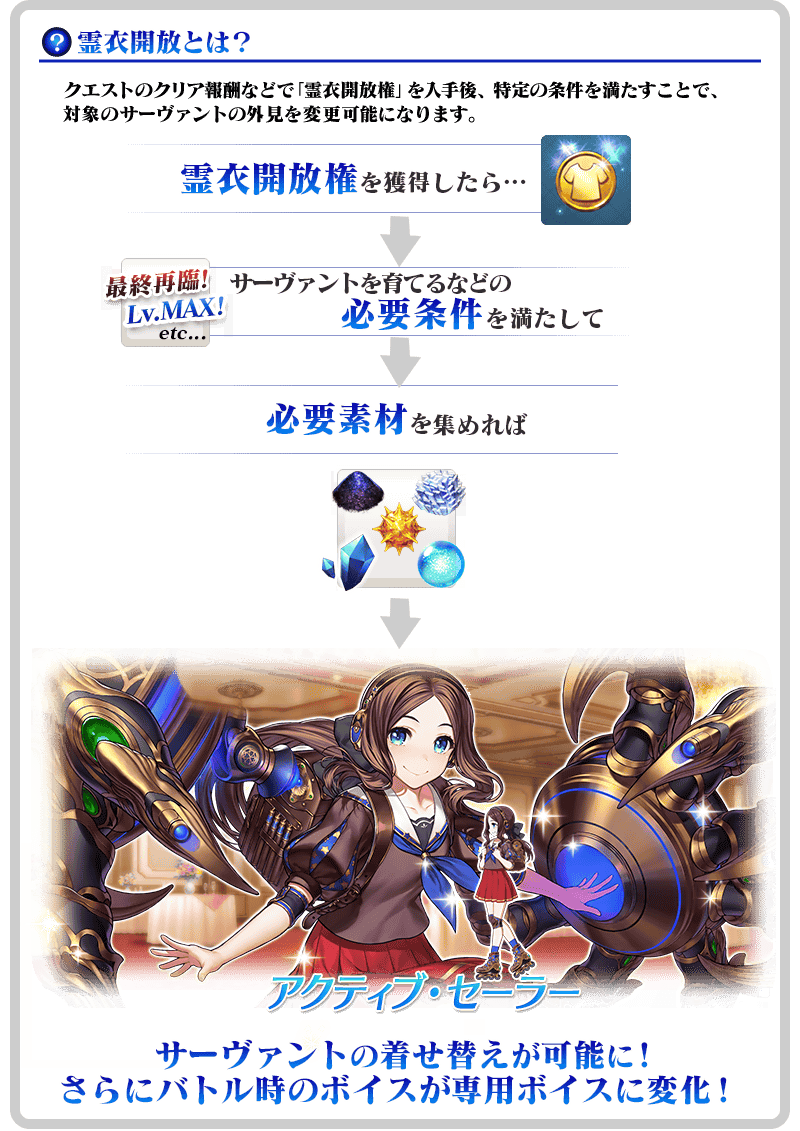 霊衣開放とは？
クエストのクリア報酬などで「霊衣開放権」を入手後、特定の条件を満たすことで、
対象のサーヴァントの外見を変更可能になります。
霊衣開放権を獲得したら…
最終再臨！
Lv.MAX！
etc…
サーヴァントを育てるなどの
必要条件を満たして
必要素材を集めれば
アクティブ・セーラー
サーヴァントの着せ替えが可能に！
さらにバトル時のボイスが専用ボイスに変化！